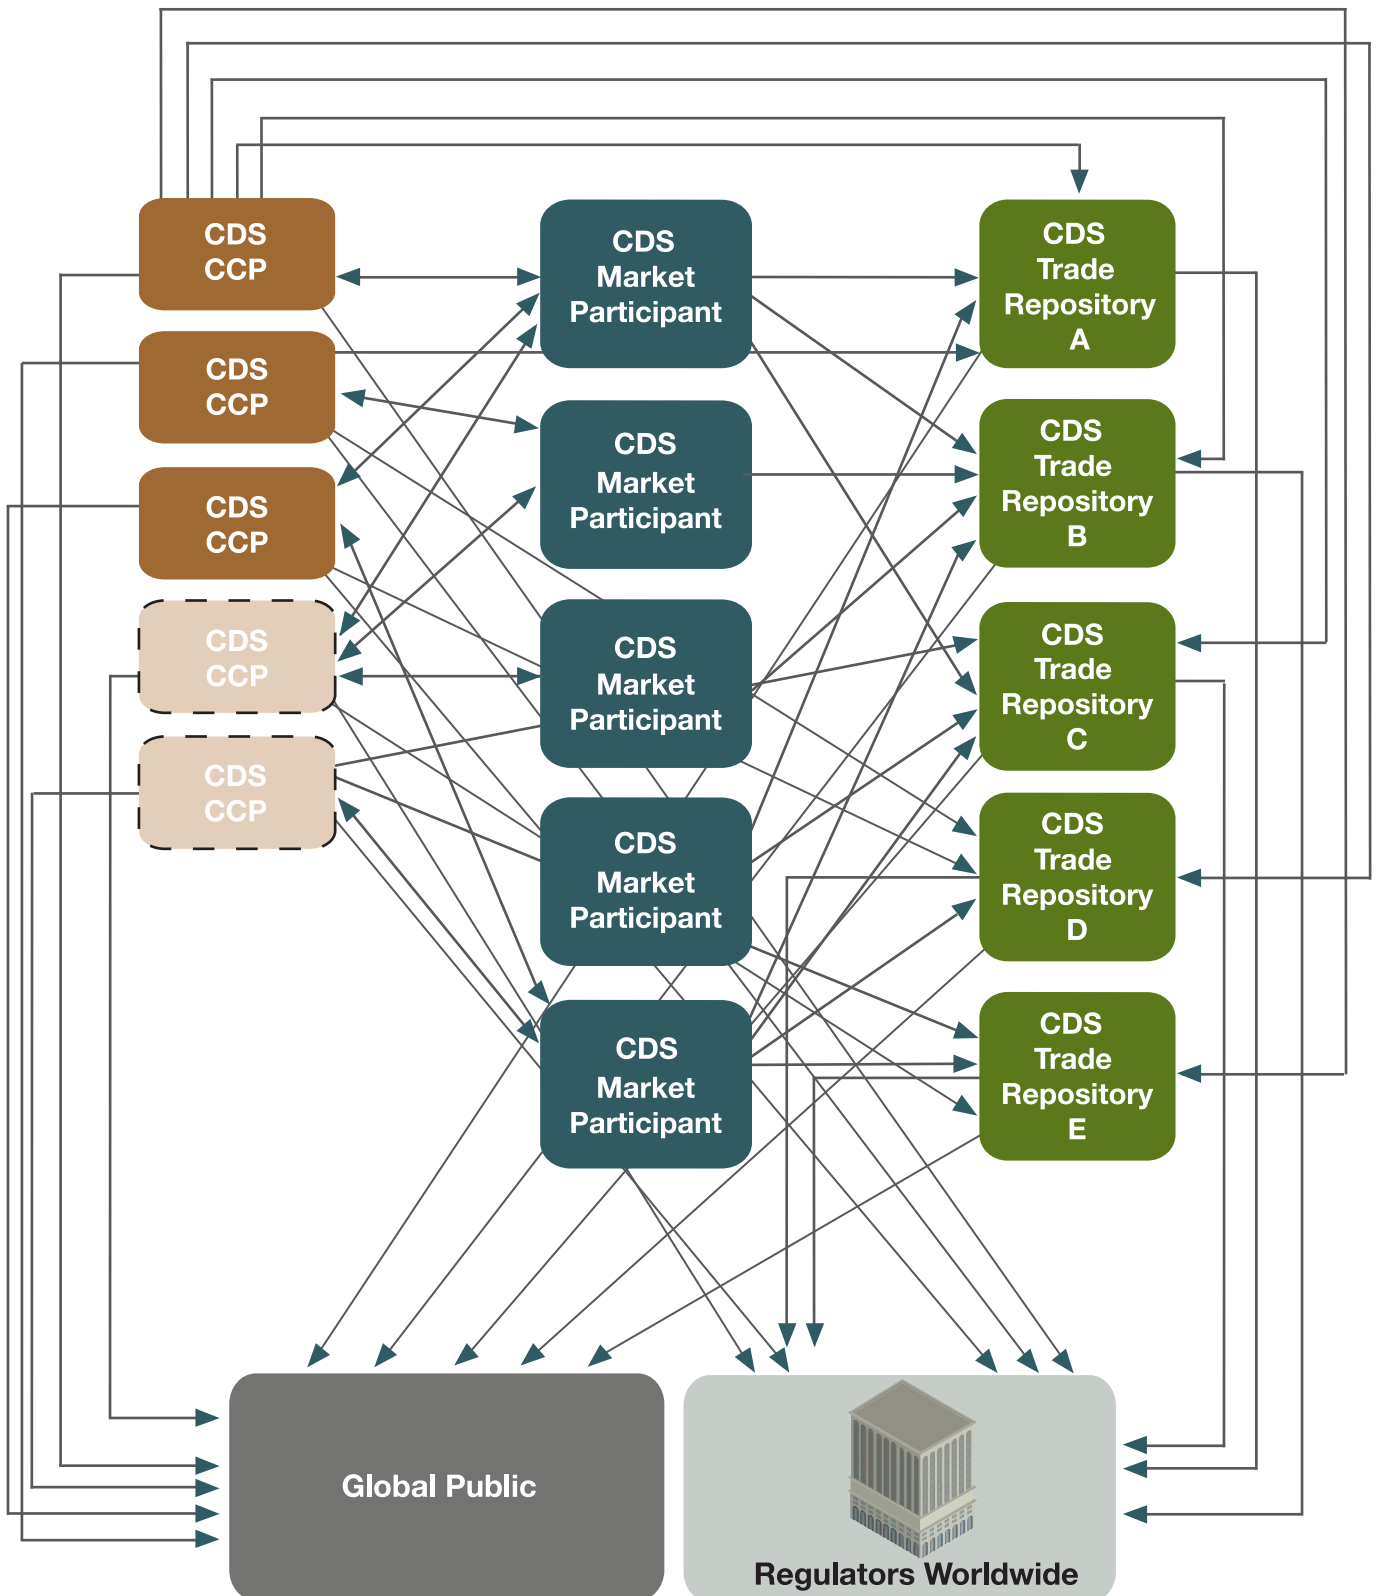 CDS
CCP
CDS
CCP
CDS
CCP
CDS
CCP
CDS
CCP
CDS
Market
Participant
CDS
Market
Participant
CDS
Market
Participant
CDS
Market
Participant
CDS
Market
Participant
CDS
Trade
Repository
A
CDS
Trade
Repository
B
CDS
Trade
Repository
C
CDS
Trade
Repository
D
CDS
Trade
Repository
E
Global Public
Regulators Worldwide